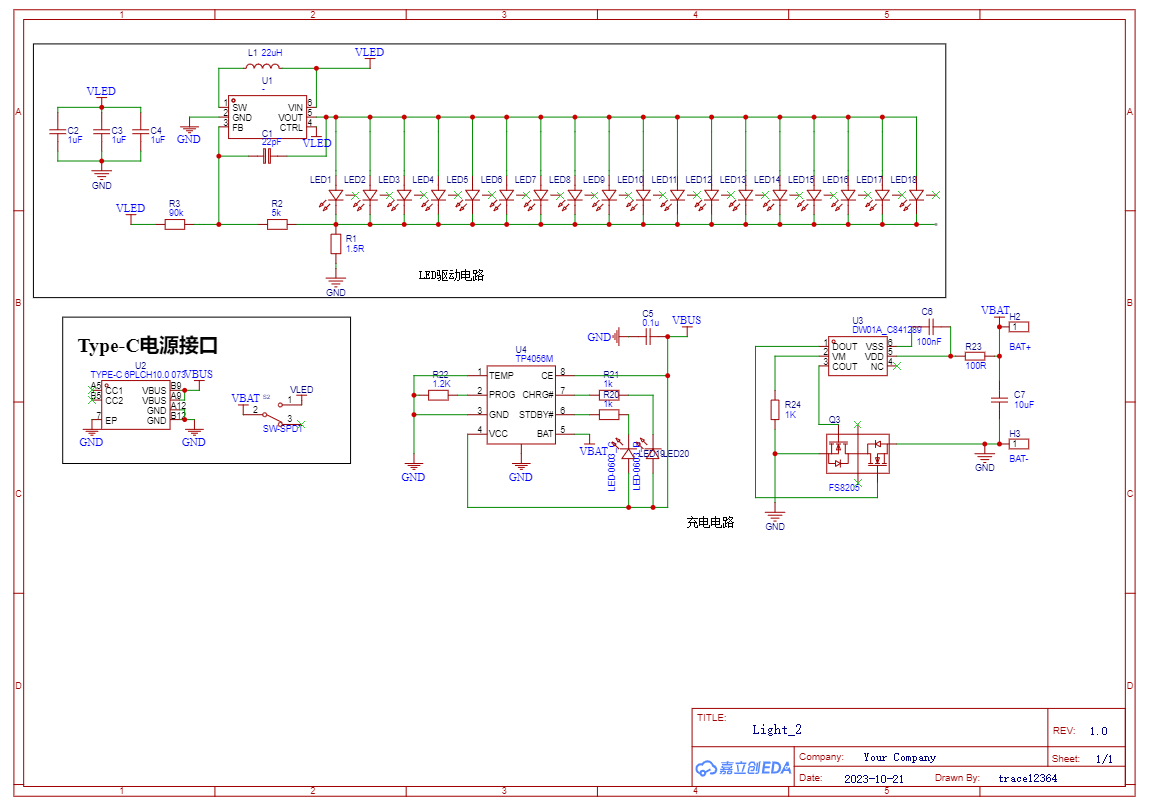 1 2 3 4 5
A A
B B
C C
D D
L1 22uH
VLED
U1
-
VLED
C2
1uF
C3
1uF
C4
1uF
GND
GND
1 SW
2 GND
3 FB
VIN 6
VOUT 5
CTRL 4
VLED
C1
22pF
LED1 LED2 LED3 LED4 LED5 LED6 LED7 LED8 LED9 LED10 LED11 LED12 LED13 LED14 LED15 LED16 LED17 LED18
VLED
R3
90k
R2
5k
R1
1.5R
GND
LED驱动电路
Type-C电源接口
U2
TYPE-C 6PLCH10.0 073
VBUS
A5 CC1
B5 CC2
7 EP
VBUS B9
VBUS A9
GND A12
GND B12
GND
GND
VBAT
S2
VLED
1
2
3
SW-SPDT
C5
0.1u
VBUS
GND
U4
TP4056M
1 TEMP
2 PROG
3 GND
4 VCC
CE 8
CHRG# 7
STDBY# 6
BAT 5
R22
1.2K
R21
1k
R20
1k
VBAT
LED19
LED20
GND
GND
充电电路
U3
DW01A_C841289
1 DOUT
2 VM
3 COUT
VSS 6
VDD 5
NC 4
C6
100nF
VBAT
H2
1
BAT+
R23
100R
C7
10uF
R24
1K
Q3
FS8205
H3
1
BAT-
GND
GND
TITLE:
Light_2
REV: 1.0
Company: Your Company
Sheet: 1/1
嘉立创EDA
Date: 2023-10-21 Drawn By: trace12364
1 2 3 4 5